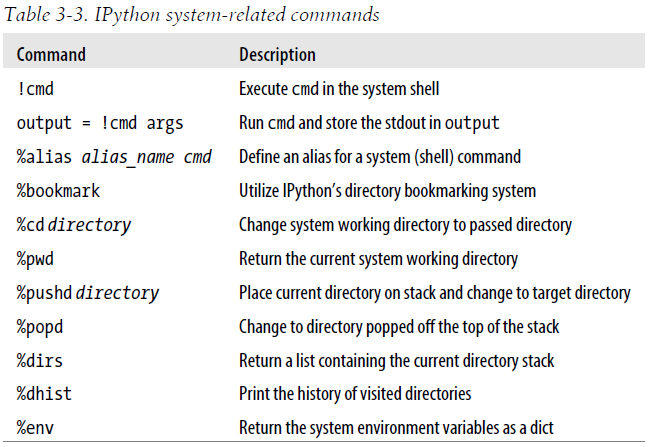 Table 3-3. IPython system-related commands
Command Description
!cmd Execute cmd in the system shell
output = !cmd args Run cmd and store the stdout in output
%alias alias_name cmd Define an alias for a system (shell) command
%bookmark Utilize IPython's directory bookmarking system
%cd directory Change system working directory to passed directory
%pwd Return the current system working directory
%pushd directory Place current directory on stack and change to target directory
%popd Change to directory popped off the top of the stack
%dirs Return a list containing the current directory stack
%dhist Print the history of visited directories
%env Return the system environment variables as a dict